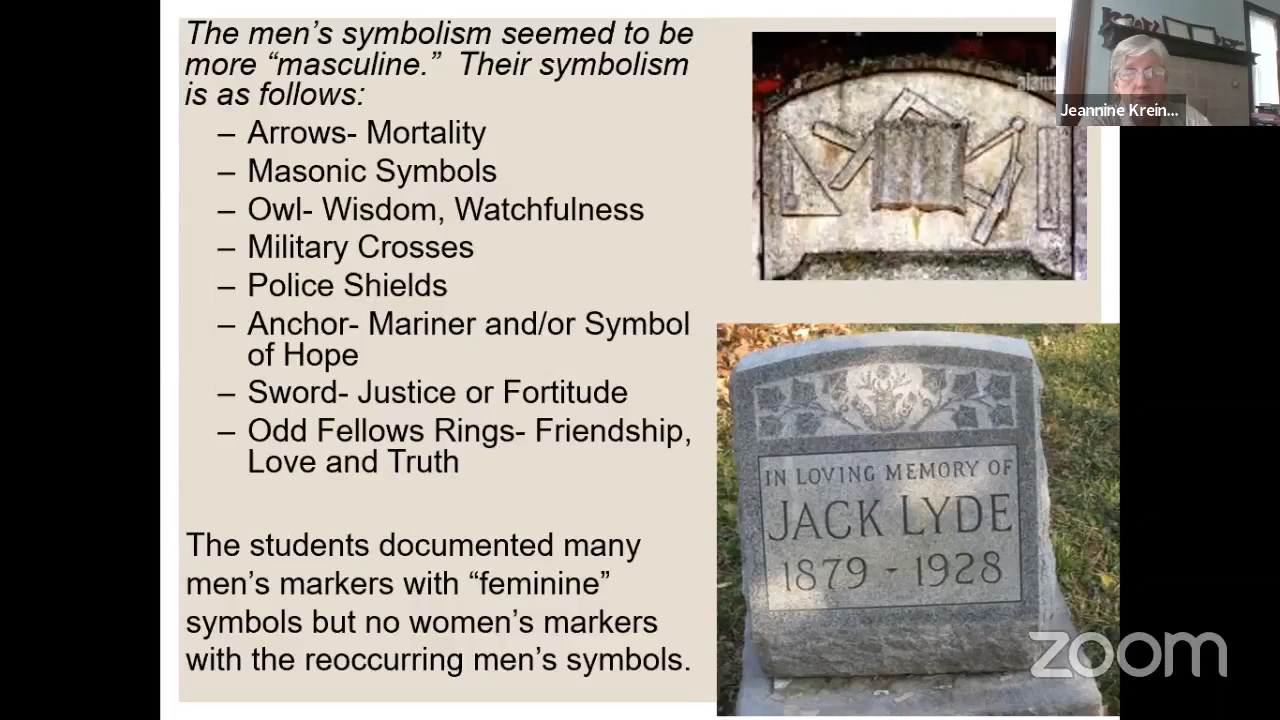 The men’s symbolism seemed to be
more “masculine.”  Their symbolism
is as follows:
– Arrows- Mortality
– Masonic Symbols
– Owl- Wisdom, Watchfulness
– Military Crosses
– Police Shields
– Anchor- Mariner and/or Symbol
of Hope
– Sword- Justice or Fortitude
– Odd Fellows Rings- Friendship,
Love and Truth
The students documented many
men’s markers with “feminine”
symbols but no women’s markers
with the reoccurring men’s symbols.
alamy
Jeannine Krein...
IN LOVING MEMORY OF
JACK LYDE
1879 - 1928
zoom